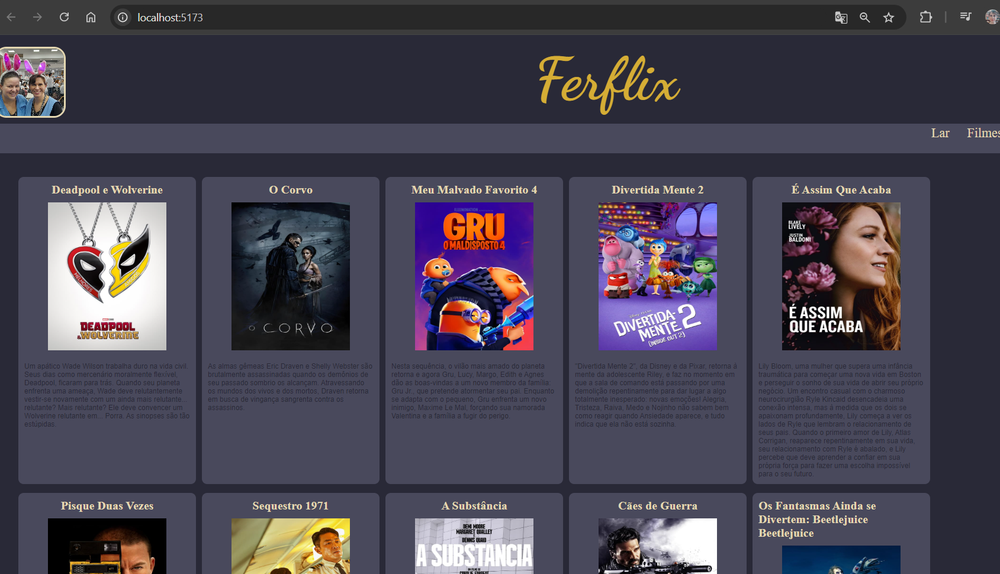 localhost:5173
Ferflix
Lar Filmes
Deadpool e Wolverine
MELHORES
AMIGOS
DEADPOOL
&WOLVERINE
Um apático Wade Wilson trabalha duro na vida civil.
Seus dias como mercenário moralmente flexível,
Deadpool, ficaram para trás. Quando seu planeta
enfrenta uma ameaça, Wade deve relutantemente
vestir-se novamente com um ainda mais relutante...
relutante? Mais relutante? Ele deve convencer um
Wolverine relutante em... Porra. As sinopses são tão
estúpidas.
O Corvo
O CORVO
As almas gêmeas Eric Draven e Shelly Webster são
brutalmente assassinadas quando os demônios de
seu passado sombrio os alcançam. Atravessando
os mundos dos vivos e dos mortos, Draven retorna
em busca de vingança sangrenta contra os
assassinos.
Meu Malvado Favorito 4
ILLUMINATION
GRU
O MALDISPOSTO 4
Nesta sequência, o vilão mais amado do planeta
retorna e agora Gru, Lucy, Margo, Edith e Agnes
dão as boas-vindas a um novo membro da família:
Gru Jr., que pretende atormentar seu pai. Enquanto
se adapta com o pequeno, Gru enfrenta um novo
inimigo, Maxime Le Mal, forçando sua namorada
Valentina e a família a fugir do perigo.
Divertida Mente 2
DISNEY · PIXAR
DIVERTIDA-
MENTE 2
(INSIDE OUT 2)
"Divertida Mente 2", da Disney e da Pixar, retorna à
mente da adolescente Riley, e faz no momento em
que a sala de comando está passando por uma
demolição repentinamente para dar lugar a algo
totalmente inesperado: novas emoções! Alegria,
Tristeza, Raiva, Medo e Nojinho não sabem bem
como reagir quando Ansiedade aparece, e tudo
indica que ela não está sozinha.
É Assim Que Acaba
BLAKE
LIVELY
JUSTIN
BALDONI
É ASSIM
QUE ACABA
Lily Bloom, uma mulher que supera uma infância
traumática para começar uma nova vida em Boston
e perseguir o sonho de sua vida de abrir seu próprio
negócio. Um encontro casual com o charmoso
neurocirurgião Ryle Kincaid desencadeia uma
conexão intensa, mas à medida que os dois se
apaixonam profundamente, Lily começa a ver os
lados de Ryle que lembram o relacionamento de
seus pais. Quando o primeiro amor de Lily, Atlas
Corrigan, reaparece repentinamente em sua vida,
seu relacionamento com Ryle é abalado, e Lily
percebe que deve aprender a confiar em sua
própria força para fazer uma escolha impossível
para o seu futuro.
Pisque Duas Vezes
Sequestro 1971
A Substância
DEMI MOORE
MARGARET QUALLEY
DENNIS QUAID
A SUBSTÂNCIA
UM FILME DE
CORALIE FARGEAT
Cães de Guerra
Os Fantasmas Ainda se
Divertem: Beetlejuice
Beetlejuice